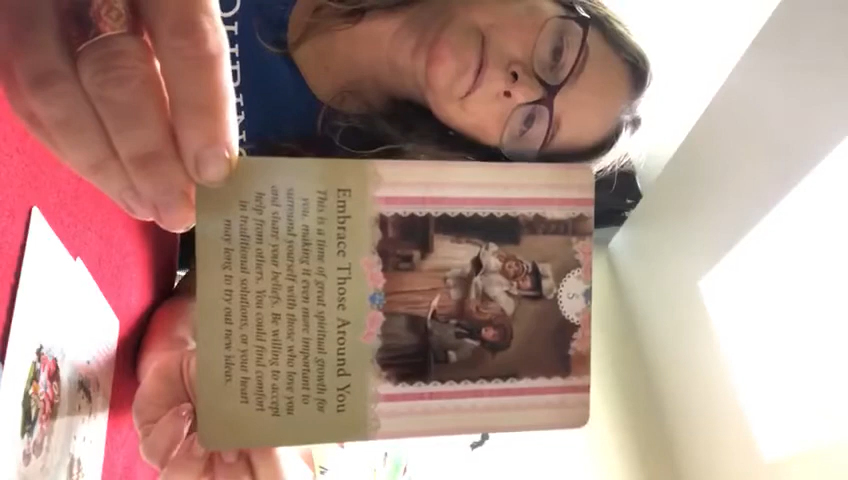 5
Embrace Those Around You
This is a time of great spiritual growth for
you, making it even more important to
surround yourself with those who love you
and share your beliefs. Be willing to accept
help from others. You could find comfort
in traditional solutions, or your heart
may long to try out new ideas.